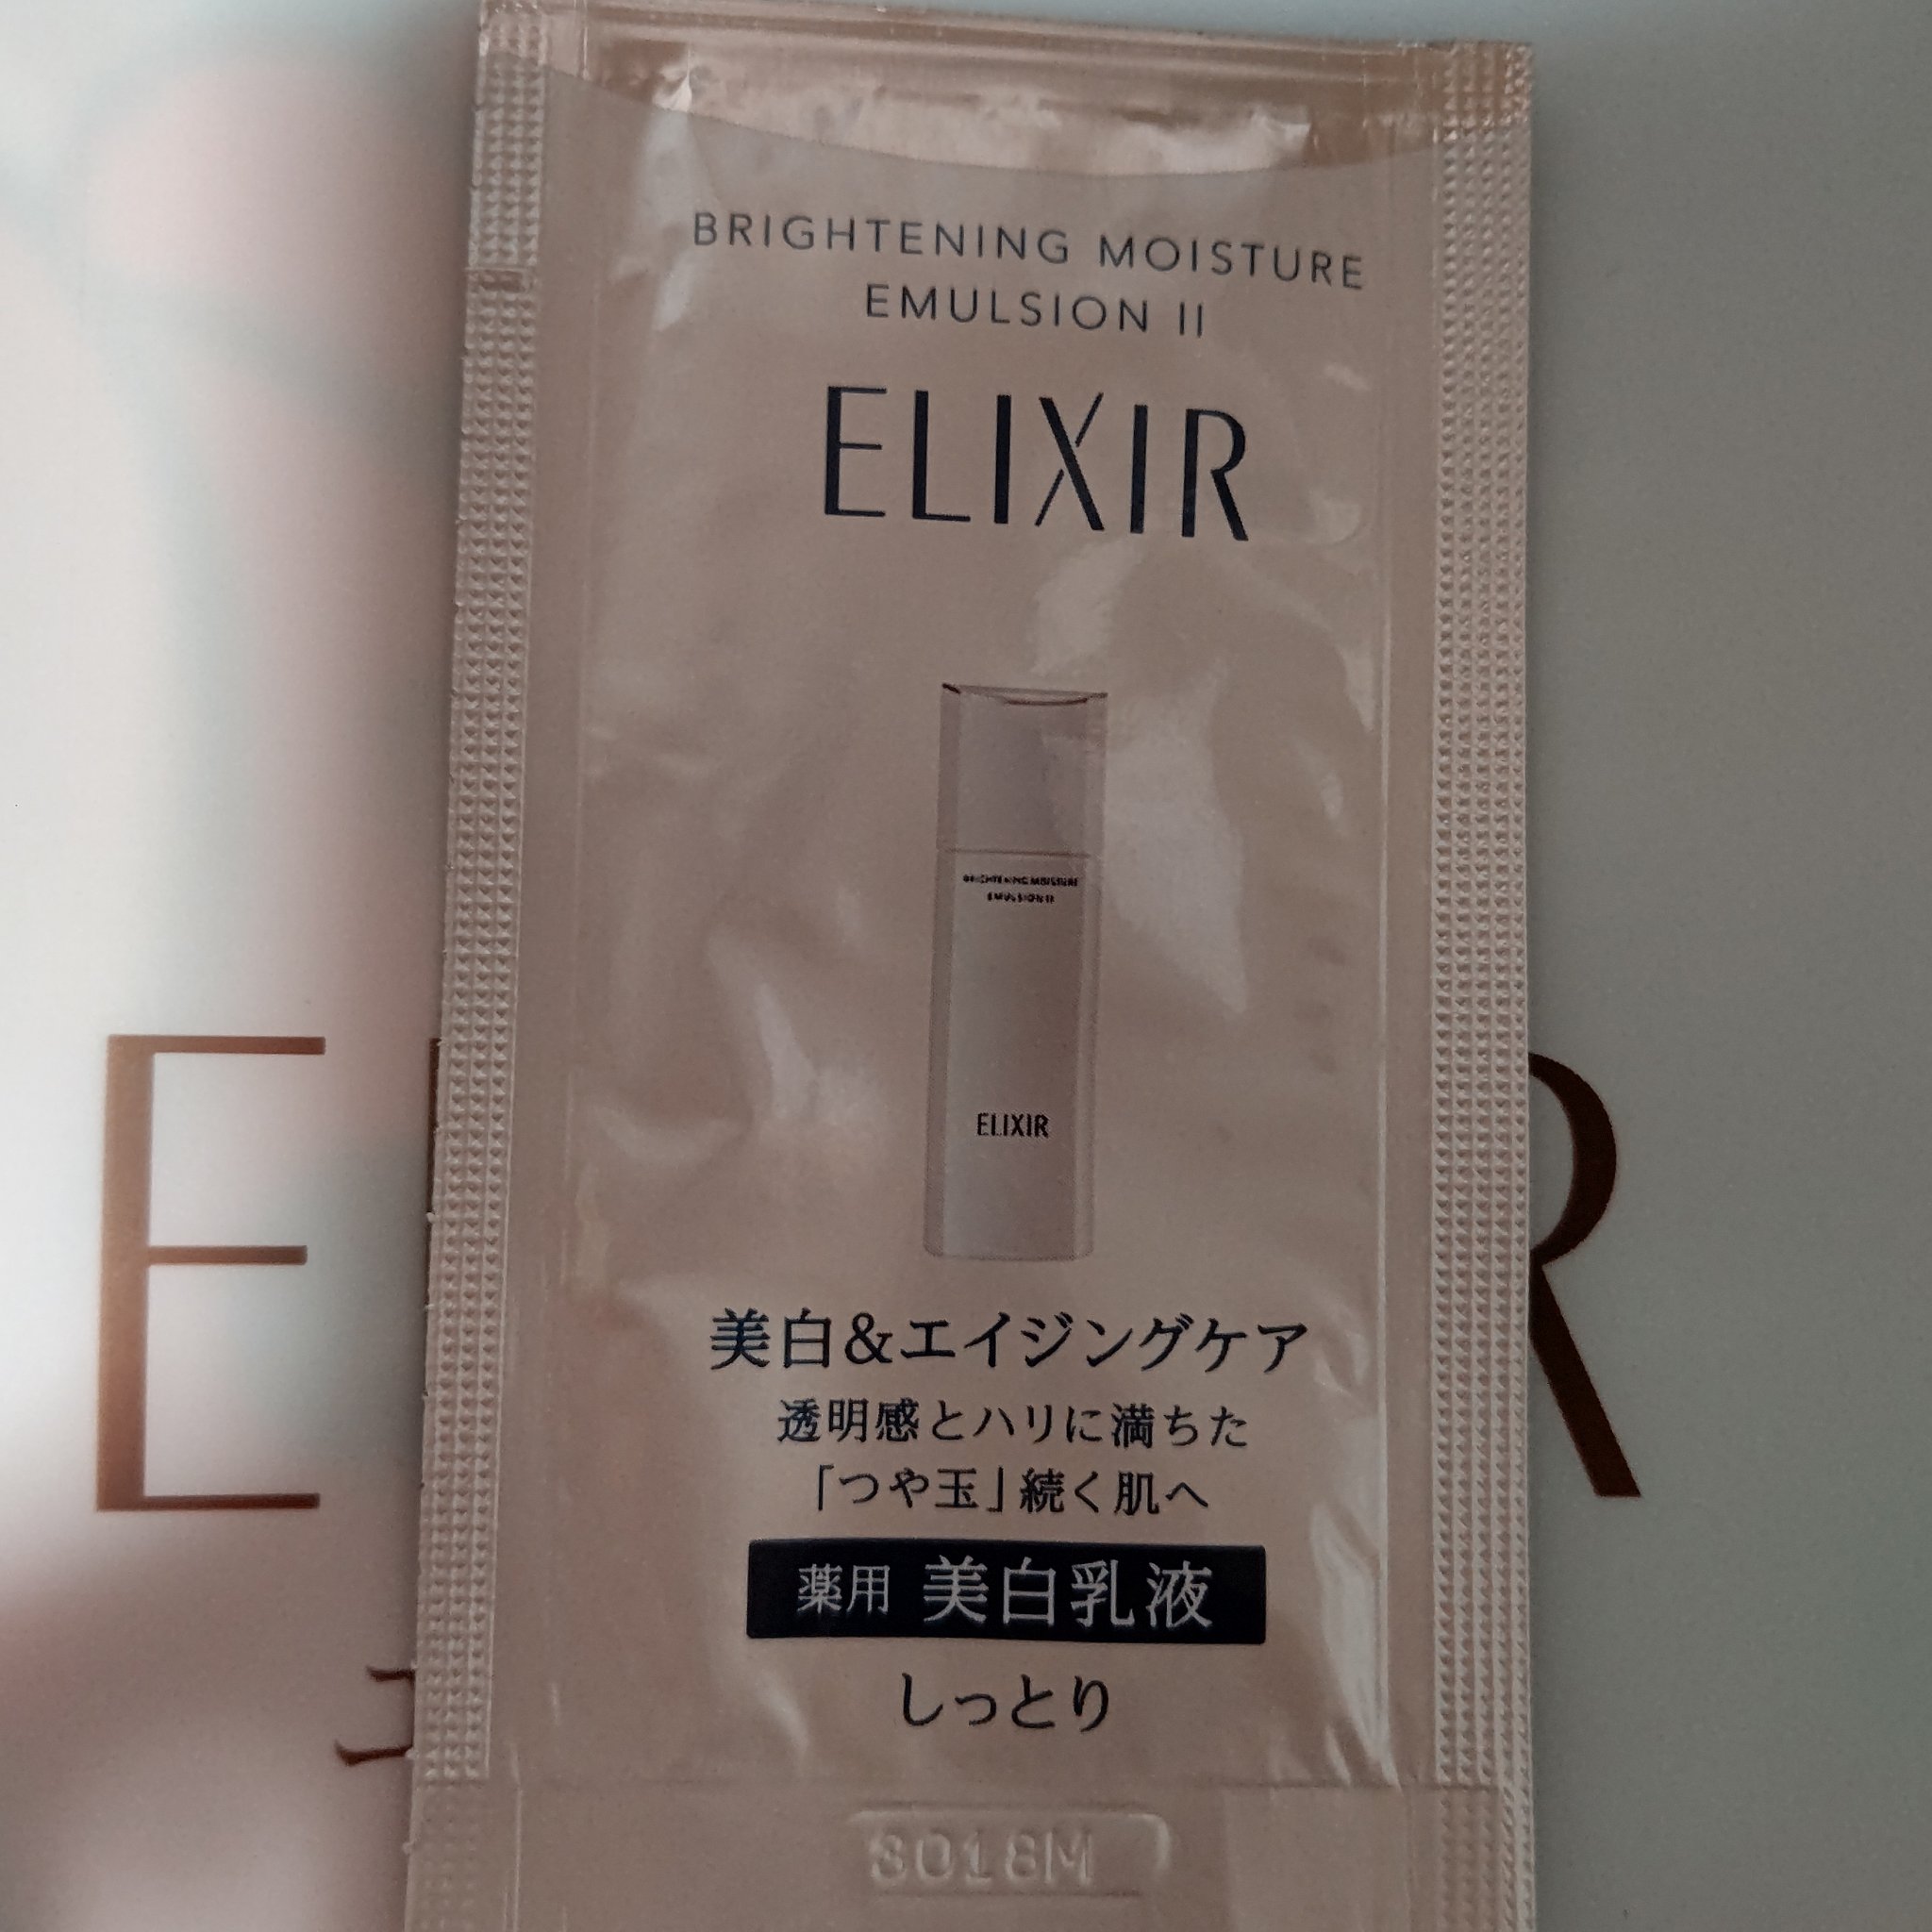 BRIGHTENING MOISTURE
EMULSION II
ELIXIR
BRIGHTENING MOISTURE
EMULSION II
ELIXIR
美白&エイジングケア
透明感とハリに満ちた
「つや玉」続く肌へ
薬用 美白乳液
しっとり
3018M